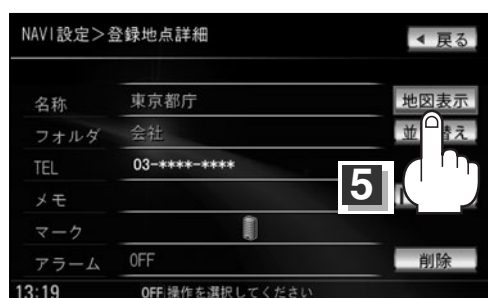 NAVI設定＞登録地点詳細
戻る
名称 東京都庁 地図表示
フォルダ 会社
TEL 03-****-****
5
メモ
マーク
アラーム OFF 削除
13:19 OFF 操作を選択してください